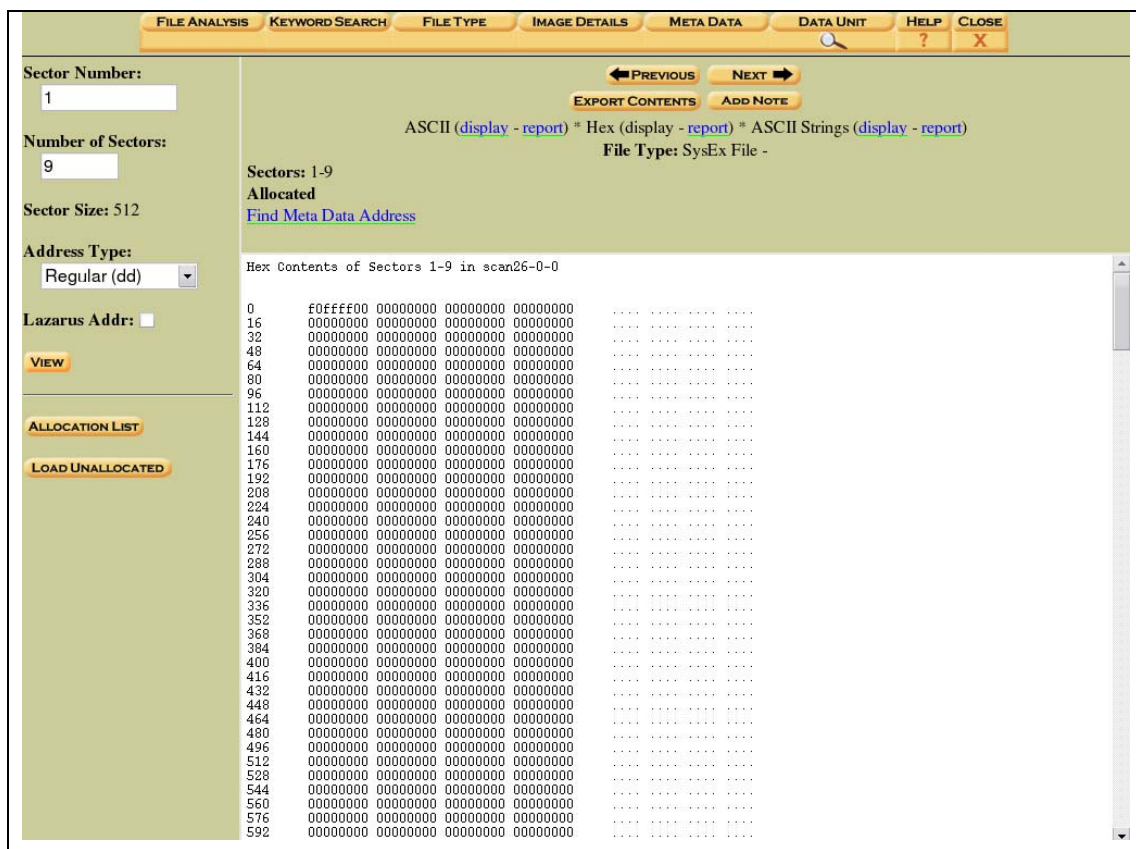 FILE ANALYSIS KEYWORD SEARCH FILE TYPE IMAGE DETAILS META DATA DATA UNIT HELP CLOSE
? X
Sector Number:
1
Number of Sectors:
9
Sector Size: 512
Address Type:
Regular (dd)
Lazarus Addr:
VIEW
ALLOCATION LIST
LOAD UNALLOCATED
PREVIOUS NEXT
EXPORT CONTENTS ADD NOTE
ASCII (display - report) * Hex (display - report) * ASCII Strings (display - report)
File Type: SysEx File -
Sectors: 1-9
Allocated
Find Meta Data Address
Hex Contents of Sectors 1-9 in scan26-0-0
0 f0ffff00 00000000 00000000 00000000 .... .... .... ....
16 00000000 00000000 00000000 00000000 .... .... .... ....
32 00000000 00000000 00000000 00000000 .... .... .... ....
48 00000000 00000000 00000000 00000000 .... .... .... ....
64 00000000 00000000 00000000 00000000 .... .... .... ....
80 00000000 00000000 00000000 00000000 .... .... .... ....
96 00000000 00000000 00000000 00000000 .... .... .... ....
112 00000000 00000000 00000000 00000000 .... .... .... ....
128 00000000 00000000 00000000 00000000 .... .... .... ....
144 00000000 00000000 00000000 00000000 .... .... .... ....
160 00000000 00000000 00000000 00000000 .... .... .... ....
176 00000000 00000000 00000000 00000000 .... .... .... ....
192 00000000 00000000 00000000 00000000 .... .... .... ....
208 00000000 00000000 00000000 00000000 .... .... .... ....
224 00000000 00000000 00000000 00000000 .... .... .... ....
240 00000000 00000000 00000000 00000000 .... .... .... ....
256 00000000 00000000 00000000 00000000 .... .... .... ....
272 00000000 00000000 00000000 00000000 .... .... .... ....
288 00000000 00000000 00000000 00000000 .... .... .... ....
304 00000000 00000000 00000000 00000000 .... .... .... ....
320 00000000 00000000 00000000 00000000 .... .... .... ....
336 00000000 00000000 00000000 00000000 .... .... .... ....
352 00000000 00000000 00000000 00000000 .... .... .... ....
368 00000000 00000000 00000000 00000000 .... .... .... ....
384 00000000 00000000 00000000 00000000 .... .... .... ....
400 00000000 00000000 00000000 00000000 .... .... .... ....
416 00000000 00000000 00000000 00000000 .... .... .... ....
432 00000000 00000000 00000000 00000000 .... .... .... ....
448 00000000 00000000 00000000 00000000 .... .... .... ....
464 00000000 00000000 00000000 00000000 .... .... .... ....
480 00000000 00000000 00000000 00000000 .... .... .... ....
496 00000000 00000000 00000000 00000000 .... .... .... ....
512 00000000 00000000 00000000 00000000 .... .... .... ....
528 00000000 00000000 00000000 00000000 .... .... .... ....
544 00000000 00000000 00000000 00000000 .... .... .... ....
560 00000000 00000000 00000000 00000000 .... .... .... ....
576 00000000 00000000 00000000 00000000 .... .... .... ....
592 00000000 00000000 00000000 00000000 .... .... .... ....